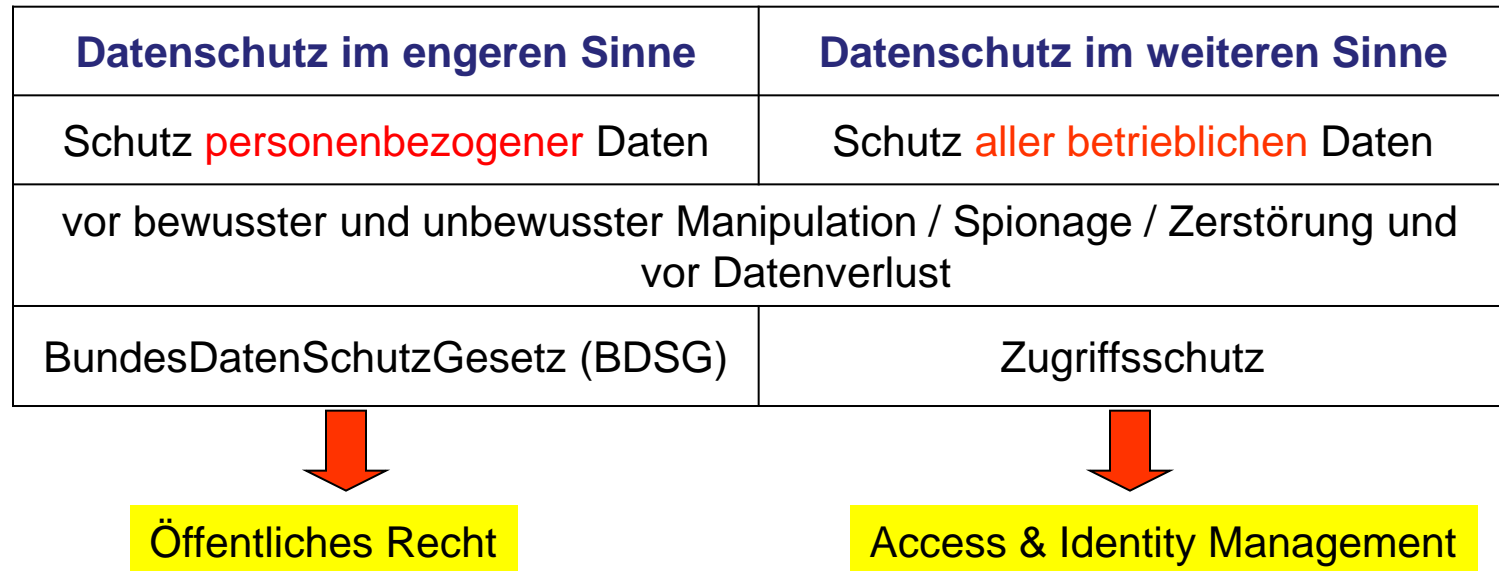 Datenschutz im engeren Sinne
Datenschutz im weiteren Sinne
Schutz personenbezogener Daten
Schutz aller betrieblichen Daten
vor bewusster und unbewusster Manipulation / Spionage / Zerstörung und
vor Datenverlust
BundesDatenSchutzGesetz (BDSG)
Zugriffsschutz
Öffentliches Recht
Access & Identity Management